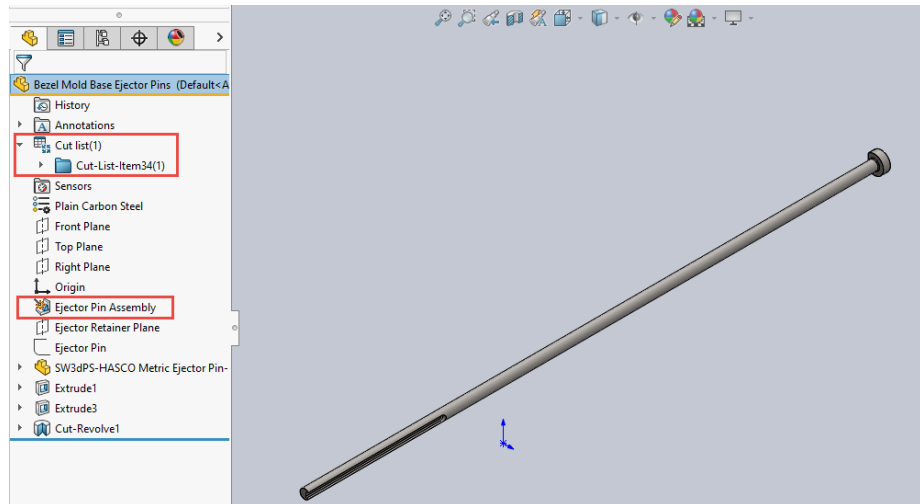 Bezel Mold Base Ejector Pins (Default<A
History
Annotations
Cut list(1)
Cut-List-Item34(1)
Sensors
Plain Carbon Steel
Front Plane
Top Plane
Right Plane
Origin
Ejector Pin Assembly
Ejector Retainer Plane
Ejector Pin
SW3dPS-HASCO Metric Ejector Pin-
Extrude1
Extrude3
Cut-Revolve1